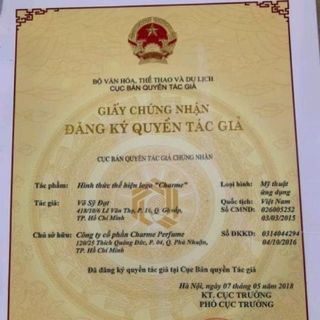 BỘ VĂN HÓA, THỂ THAO VÀ DU LỊCH
CỤC BẢN QUYỀN TÁC GIẢ
GIẤY CHỨNG NHẬN
ĐĂNG KÝ QUYỀN TÁC GIẢ
CỤC BẢN QUYỀN TÁC GIẢ CHỨNG NHẬN
Tác phẩm: Hình thức thể hiện logo "Charme" Loại hình: Mỹ thuật ứng dụng
Tác giả: Võ Sỹ Đạt Quốc tịch: Việt Nam
418/10/6 Lê Văn Thọ, P. 16, Q. Gò vấp, Số CMND: 026005252
TP. Hồ Chí Minh 03/03/2015
Chủ sở hữu: Công ty cổ phần Charme Perfume Số ĐKKD: 0314044294
120/25 Thích Quảng Đức, P. 04, Q. Phú Nhuận, 04/10/2016
TP. Hồ Chí Minh
Đã đăng ký quyền tác giả tại Cục Bản quyền tác giả
Hà Nội, ngày 07 tháng 05 năm 2018
KT. CỤC TRƯỞNG
PHÓ CỤC TRƯỞNG